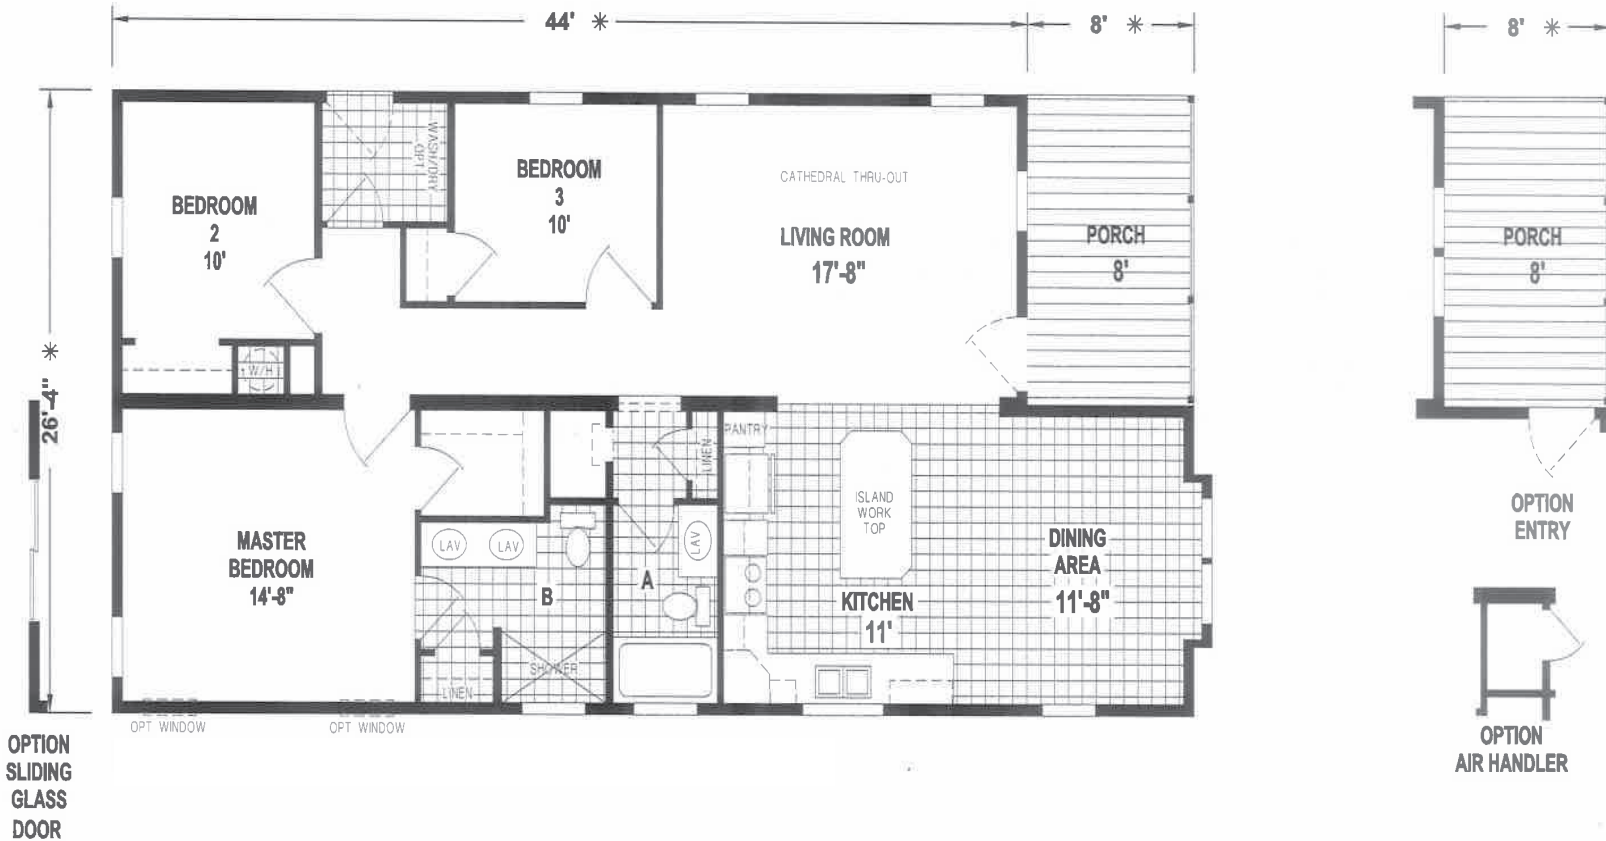 44' *
8' *
8' *
26'-4" *
BEDROOM
2
10'
WASH/DRY
OPT.
BEDROOM
3
10'
CATHEDRAL THRU-OUT
LIVING ROOM
17'-8"
PORCH
8'
PORCH
8'
W/H
MASTER
BEDROOM
14'-8"
LAV
LAV
B
SHOWER
LINEN
A
LAV
LINEN
PANTRY
ISLAND
WORK
TOP
KITCHEN
11'
DINING
AREA
11'-8"
OPTION
ENTRY
OPTION
AIR HANDLER
OPT WINDOW
OPT WINDOW
OPTION
SLIDING
GLASS
DOOR